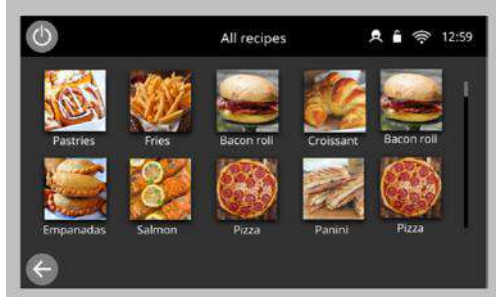 All recipes
12:59
Pastries
Fries
Bacon roll
Croissant
Bacon roll
Empanadas
Salmon
Pizza
Panini
Pizza